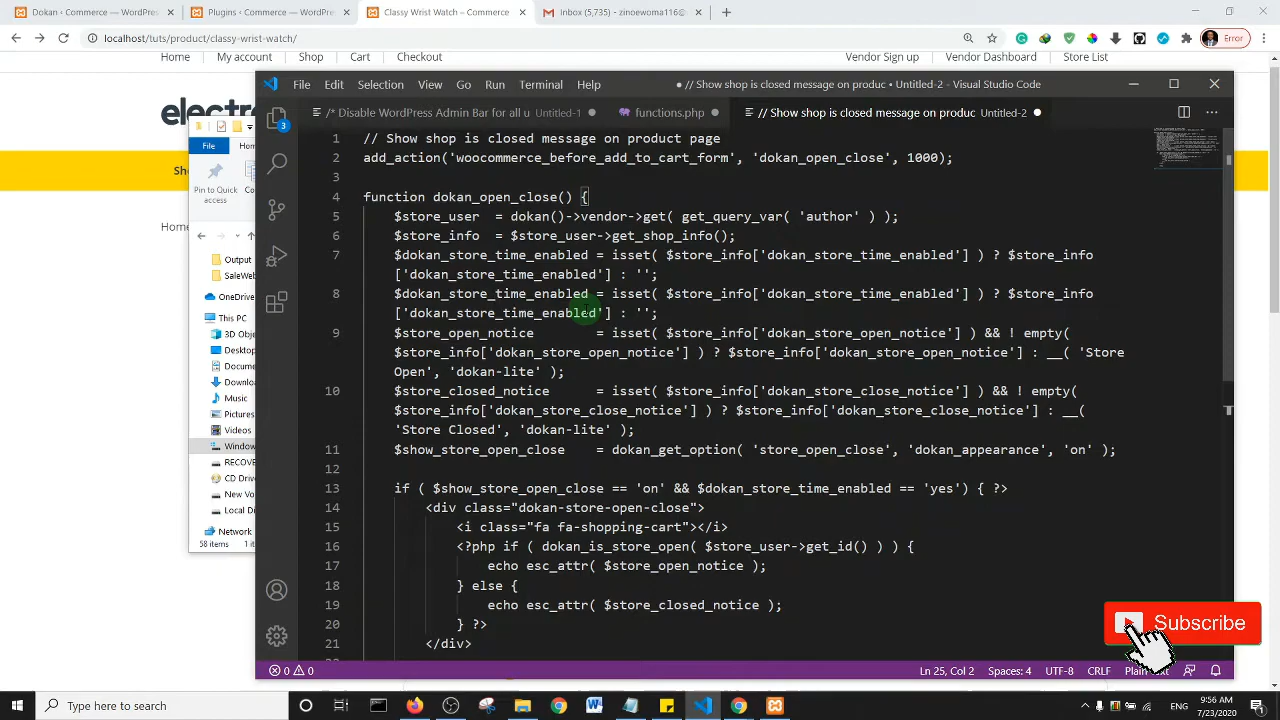 Dokan ‹ Commerce — WordPres
Plugins ‹ Commerce — WordPre
Classy Wrist Watch – Commerce
Inbox (5,735) - zinoewoma116@
localhost/tuts/product/classy-wrist-watch/
Error
Home
My account
Shop
Cart
Checkout
Vendor Sign up
Vendor Dashboard
Store List
electro
Sho
Home
File
Hom
Pin to Quick
access
Output
SaleWeb
OneDriv
This PC
3D Obje
Desktop
Docume
Downlo
Music
Pictures
Videos
Window
RECOVE
CD Drive
New Vo
Local Di
Network
58 items
File Edit Selection View Go Run Terminal Help
● // Show shop is closed message on produc • Untitled-2 - Visual Studio Code
/* Disable WordPress Admin Bar for all u Untitled-1
functions.php
// Show shop is closed message on produc Untitled-2
3
1 // Show shop is closed message on product page
2 add_action('woocommerce_before_add_to_cart_form', 'dokan_open_close', 1000);
3
4 function dokan_open_close() {
5 $store_user = dokan()->vendor->get( get_query_var( 'author' ) );
6 $store_info = $store_user->get_shop_info();
7 $dokan_store_time_enabled = isset( $store_info['dokan_store_time_enabled'] ) ? $store_info
['dokan_store_time_enabled'] : '';
8 $dokan_store_time_enabled = isset( $store_info['dokan_store_time_enabled'] ) ? $store_info
['dokan_store_time_enabled'] : '';
9 $store_open_notice = isset( $store_info['dokan_store_open_notice'] ) && ! empty(
$store_info['dokan_store_open_notice'] ) ? $store_info['dokan_store_open_notice'] : __( 'Store
Open', 'dokan-lite' );
10 $store_closed_notice = isset( $store_info['dokan_store_close_notice'] ) && ! empty(
$store_info['dokan_store_close_notice'] ) ? $store_info['dokan_store_close_notice'] : __(
'Store Closed', 'dokan-lite' );
11 $show_store_open_close = dokan_get_option( 'store_open_close', 'dokan_appearance', 'on' );
12
13 if ( $show_store_open_close == 'on' && $dokan_store_time_enabled == 'yes') { ?>
14 <div class="dokan-store-open-close">
15 <i class="fa fa-shopping-cart"></i>
16 <?php if ( dokan_is_store_open( $store_user->get_id() ) ) {
17 echo esc_attr( $store_open_notice );
18 } else {
19 echo esc_attr( $store_closed_notice );
20 } ?>
21 </div>
Subscribe
0 0
Ln 25, Col 2
Spaces: 4
UTF-8
CRLF
Type here to search
ENG
9:56 AM
7/23/2020